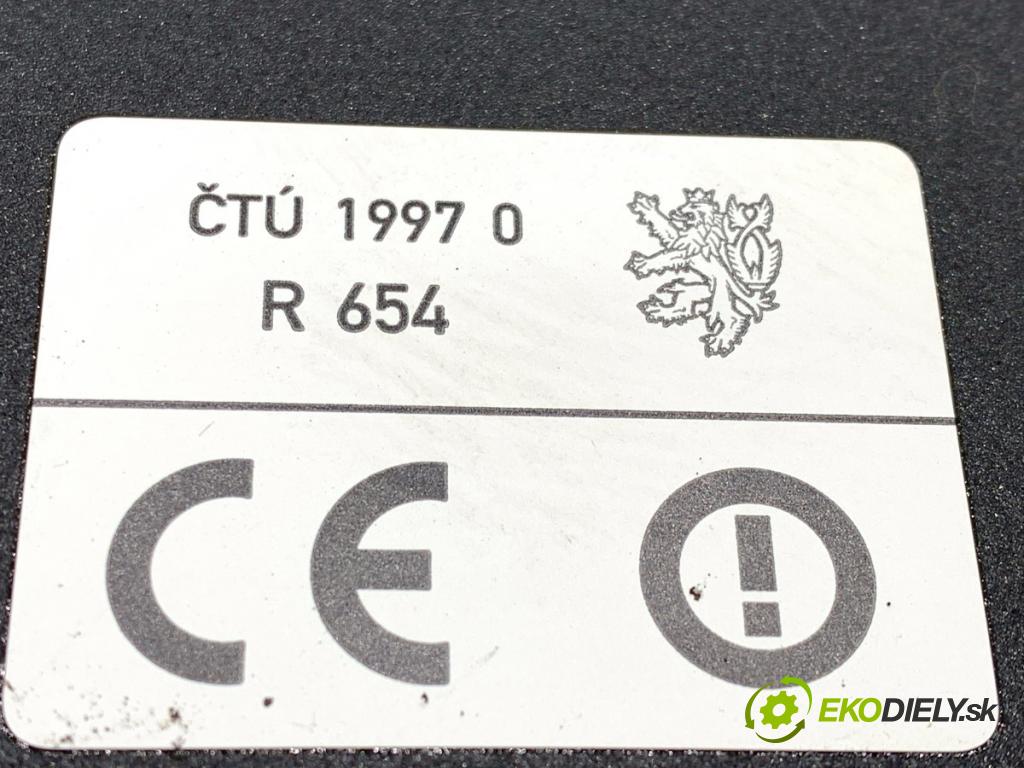 ČTÚ 1997 0
R 654
CE
EKODIELY.sk